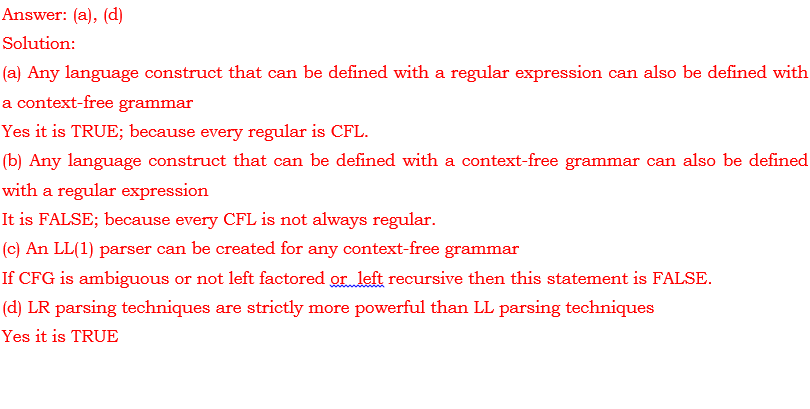 Answer: (a), (d)
Solution:
(a) Any language construct that can be defined with a regular expression can also be defined with
a context-free grammar
Yes it is TRUE; because every regular is CFL.
(b) Any language construct that can be defined with a context-free grammar can also be defined
with a regular expression
It is FALSE; because every CFL is not always regular.
(c) An LL(1) parser can be created for any context-free grammar
If CFG is ambiguous or not left factored or  left recursive then this statement is FALSE.
(d) LR parsing techniques are strictly more powerful than LL parsing techniques
Yes it is TRUE